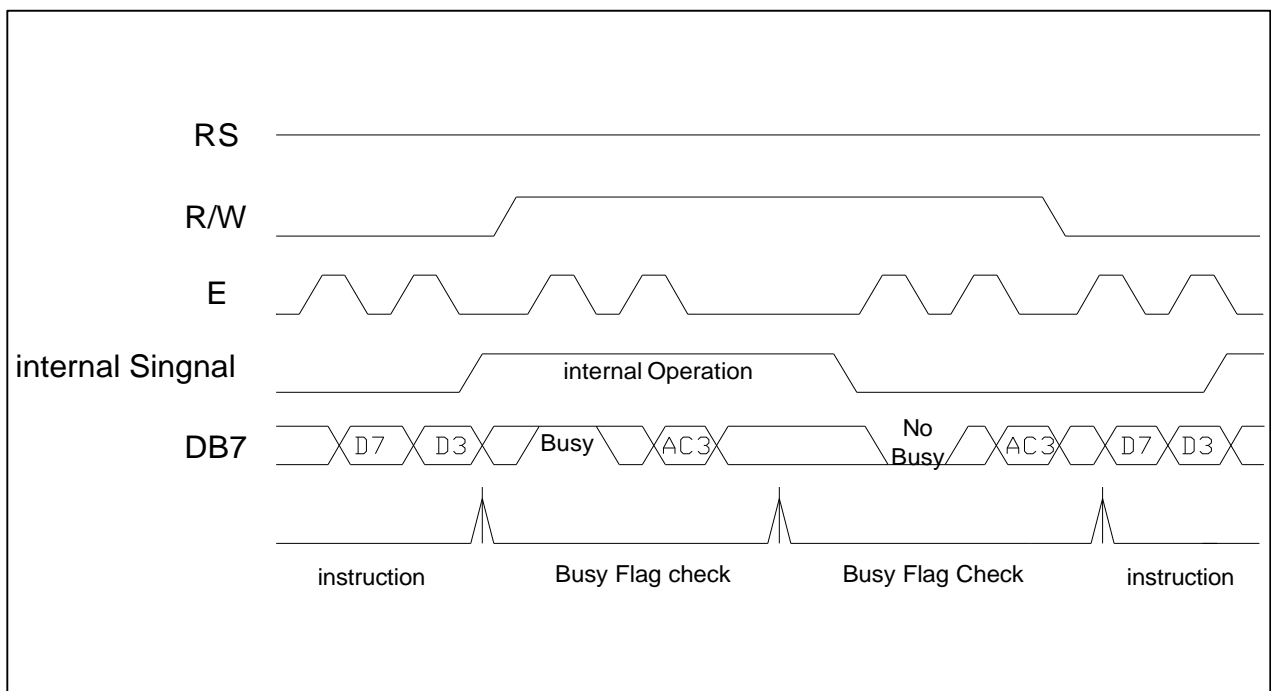 RS
R/W
E
internal Singnal
internal Operation
DB7
D7 D3 Busy AC3 No Busy AC3 D7 D3
instruction Busy Flag check Busy Flag Check instruction